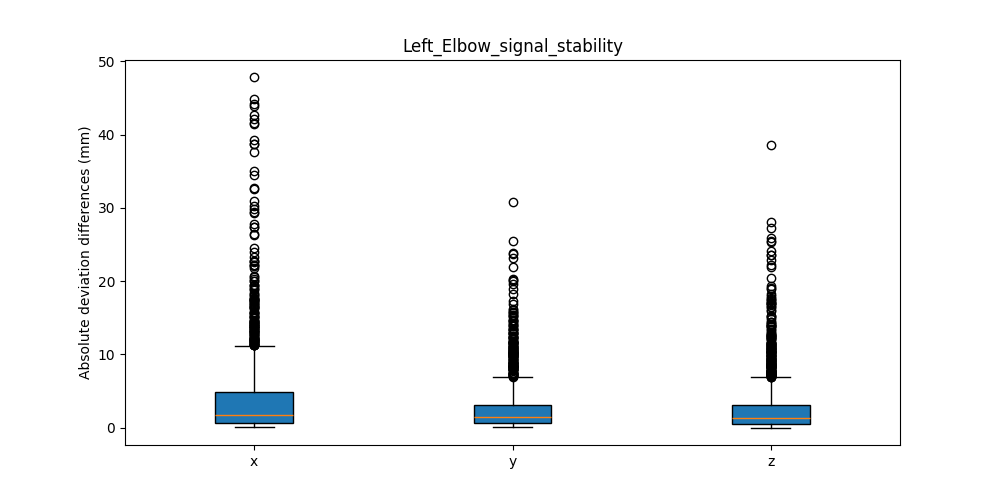 Left_Elbow_signal_stability
Absolute deviation differences (mm)
50
40
30
20
10
0
x
y
z